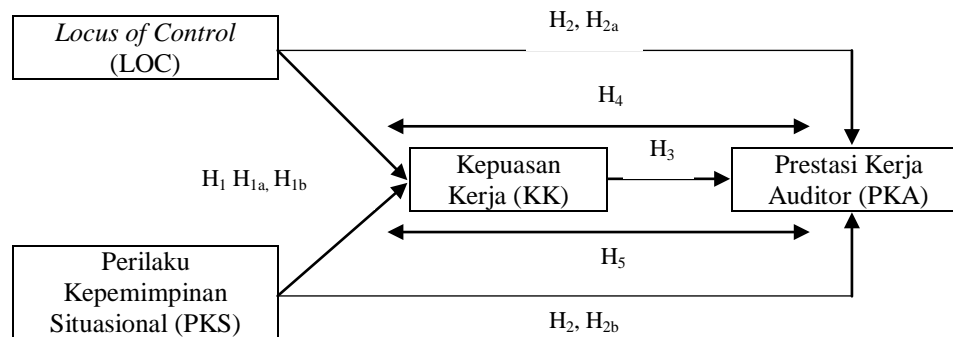 H2, H2a
Locus of Control
(LOC)
H4
H3
Kepuasan
Kerja (KK)
Prestasi Kerja
Auditor (PKA)
H1 H1a, H1b
H5
Perilaku
Kepemimpinan
Situasional (PKS)
H2, H2b